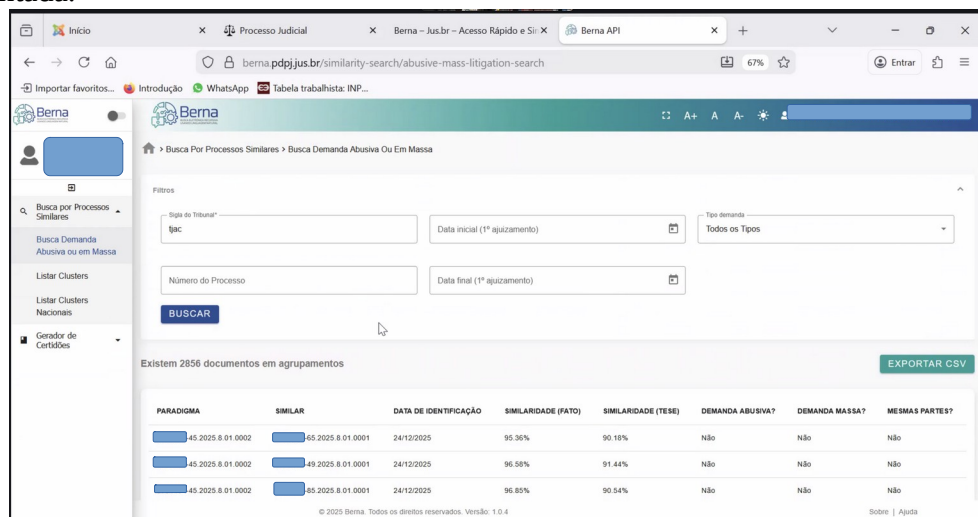 Início
Processo Judicial
Berna – Jus.br – Acesso Rápido e Sir
Berna API
berna.pdpj.jus.br/similarity-search/abusive-mass-litigation-search
67%
Entrar
Importar favoritos...
Introdução
WhatsApp
Tabela trabalhista: INP...
Berna
Berna
A+ A A-
> Busca Por Processos Similares > Busca Demanda Abusiva Ou Em Massa
Busca por Processos Similares
Busca Demanda Abusiva ou em Massa
Listar Clusters
Listar Clusters Nacionais
Gerador de Certidões
Filtros
Sigla do Tribunal*
tjac
Data inicial (1º ajuizamento)
Tipo demanda
Todos os Tipos
Número do Processo
Data final (1º ajuizamento)
BUSCAR
Existem 2856 documentos em agrupamentos
EXPORTAR CSV
PARADIGMA SIMILAR DATA DE IDENTIFICAÇÃO SIMILARIDADE (FATO) SIMILARIDADE (TESE) DEMANDA ABUSIVA? DEMANDA MASSA? MESMAS PARTES?
-45.2025.8.01.0002 -65.2025.8.01.0001 24/12/2025 95.36% 90.18% Não Não Não
-45.2025.8.01.0002 -49.2025.8.01.0001 24/12/2025 96.58% 91.44% Não Não Não
-45.2025.8.01.0002 -85.2025.8.01.0001 24/12/2025 96.85% 90.54% Não Não Não
© 2025 Berna. Todos os direitos reservados. Versão: 1.0.4
Sobre | Ajuda